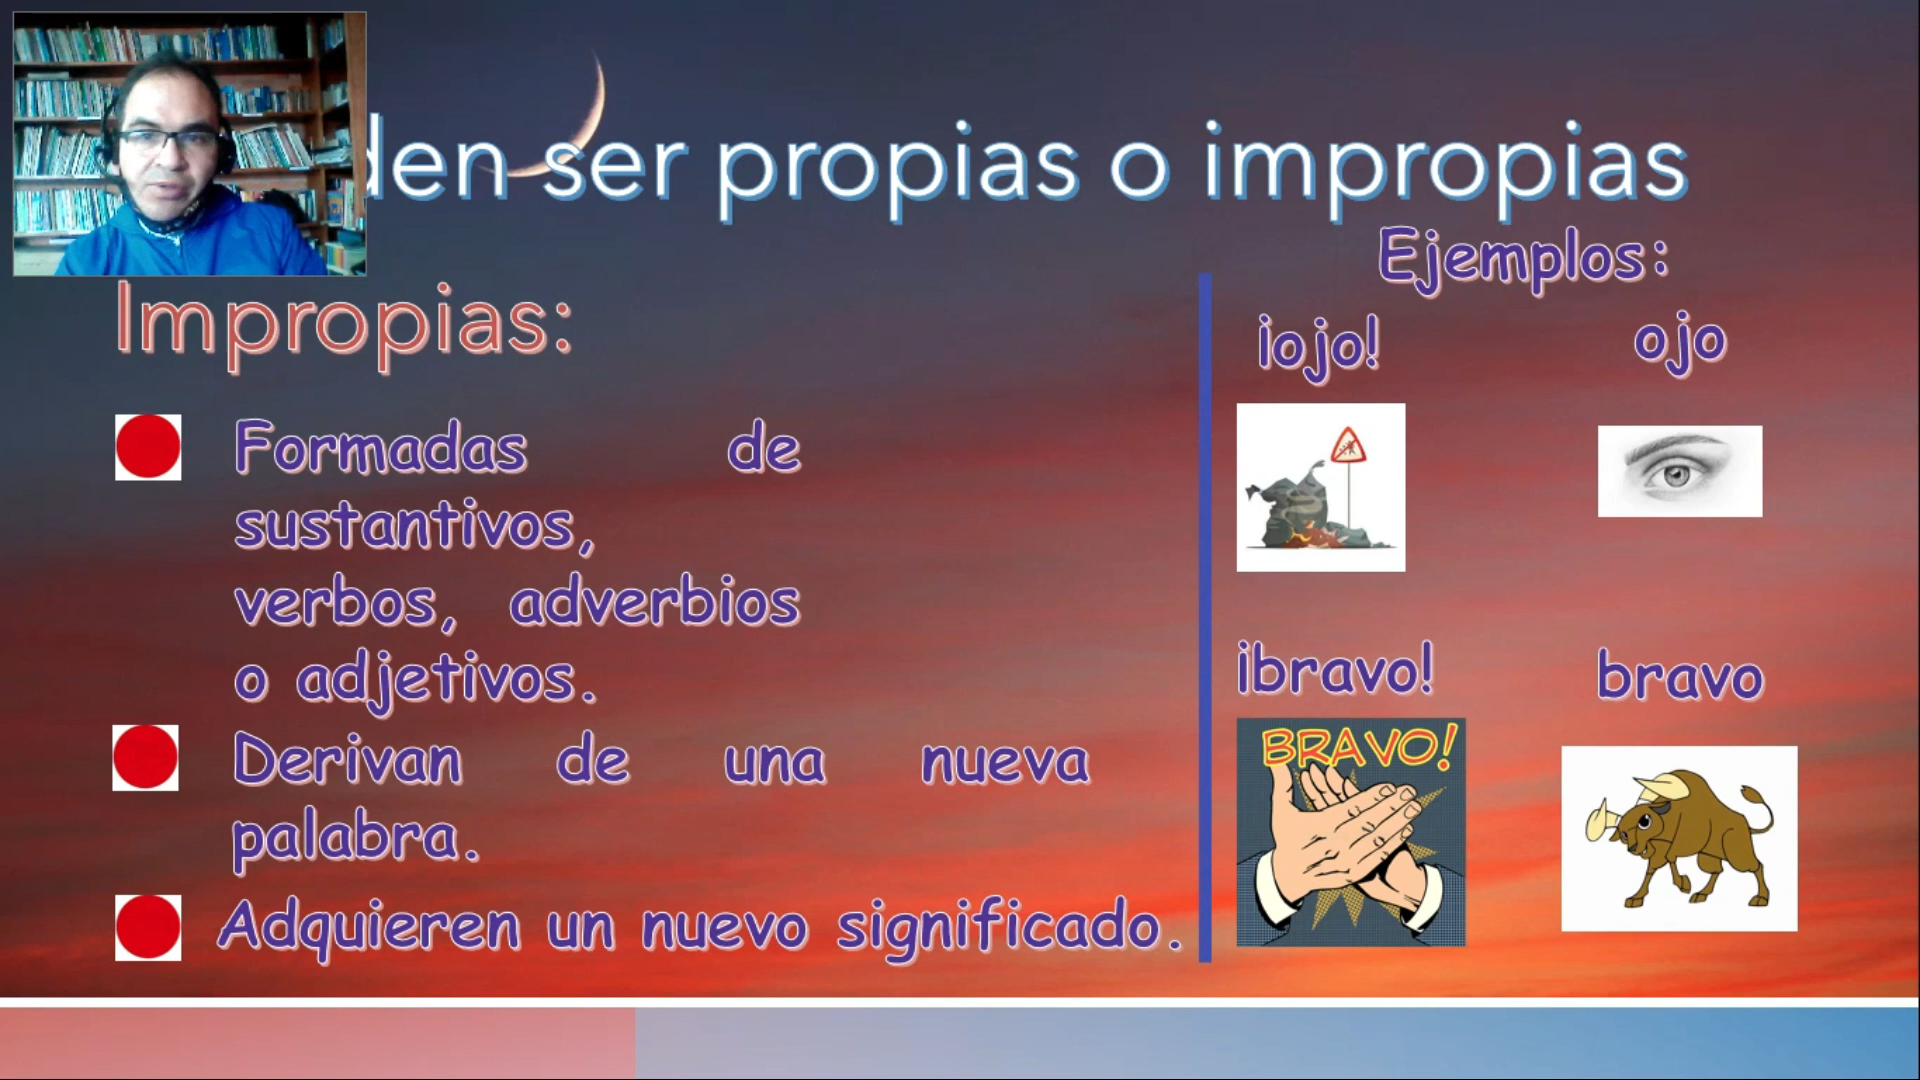 den ser propias o impropias
Impropias:
Formadas de
sustantivos,
verbos, adverbios
o adjetivos.
Derivan de una nueva
palabra.
Adquieren un nuevo significado.
Ejemplos:
¡ojo! ojo
¡bravo! bravo
BRAVO!